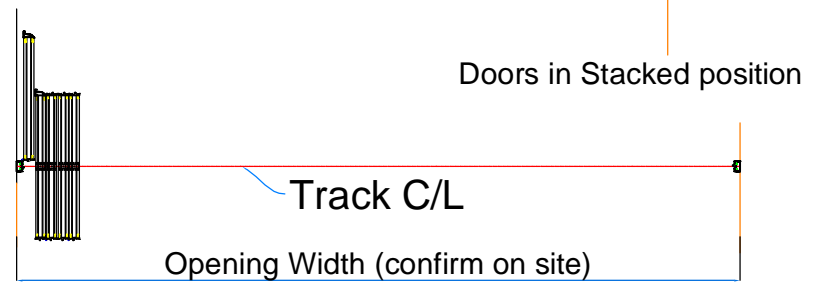 Doors in Stacked position
Track C/L
Opening Width (confirm on site)